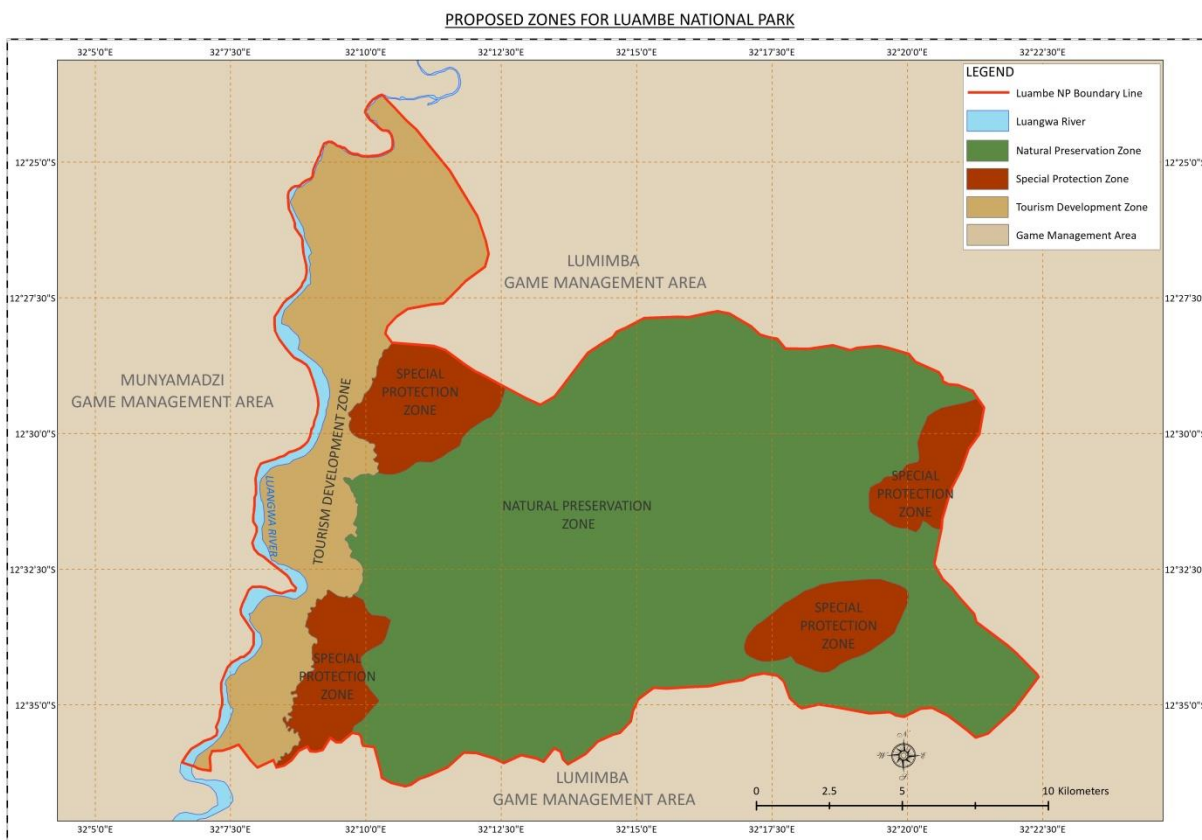 PROPOSED ZONES FOR LUAMBE NATIONAL PARK
32°5'0"E 32°7'30"E 32°10'0"E 32°12'30"E 32°15'0"E 32°17'30"E 32°20'0"E 32°22'30"E
LEGEND
Luambe NP Boundary Line
Luangwa River
Natural Preservation Zone
Special Protection Zone
Tourism Development Zone
Game Management Area
12°25'0"S 12°25'0"S
LUMIMBA
GAME MANAGEMENT AREA
12°27'30"S 12°27'30"S
MUNYAMADZI
GAME MANAGEMENT AREA
SPECIAL
PROTECTION
ZONE
TOURISM DEVELOPMENT ZONE
12°30'0"S 12°30'0"S
LUANGWA RIVER
NATURAL PRESERVATION
ZONE
SPECIAL
PROTECTION
ZONE
12°32'30"S 12°32'30"S
SPECIAL
PROTECTION
ZONE
SPECIAL
PROTECTION
ZONE
12°35'0"S 12°35'0"S
LUMIMBA
GAME MANAGEMENT AREA
0 2.5 5 10 Kilometers
32°5'0"E 32°7'30"E 32°10'0"E 32°12'30"E 32°15'0"E 32°17'30"E 32°20'0"E 32°22'30"E